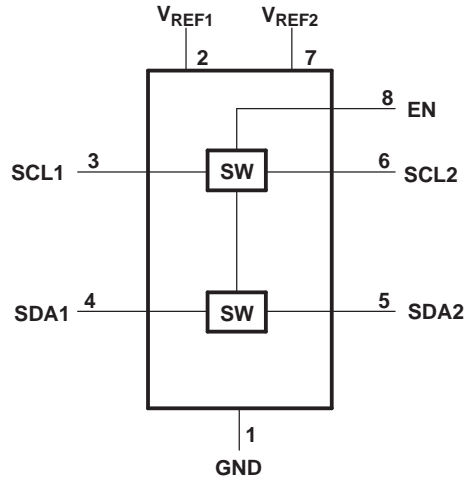 VREF1 VREF2
2 7
8 EN
SCL1 3 SW 6 SCL2
SDA1 4 SW 5 SDA2
1
GND